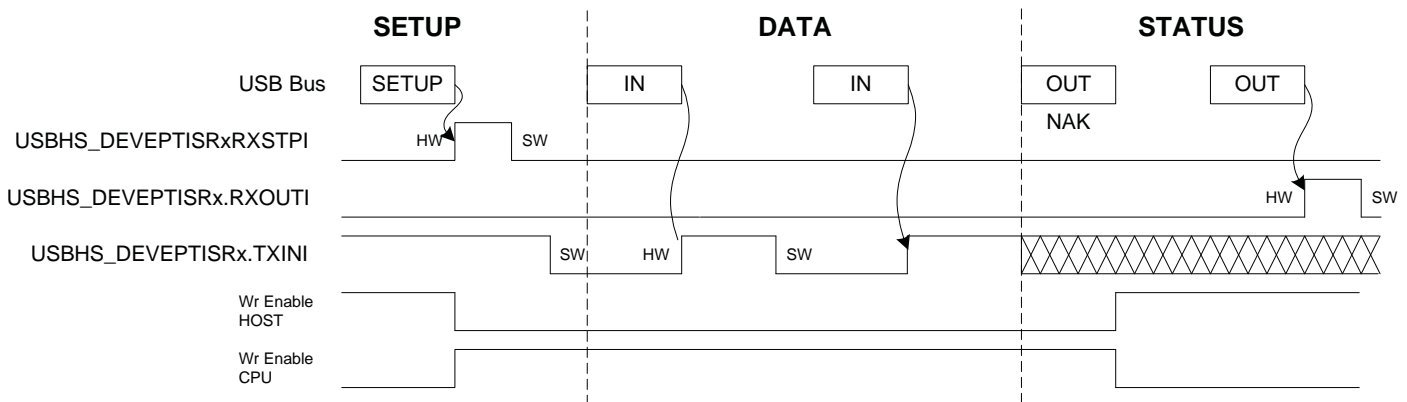 SETUP DATA STATUS
USB Bus SETUP IN IN OUT OUT
NAK
USBHS_DEVEPTISRxRXSTPI HW SW
USBHS_DEVEPTISRx.RXOUTI HW SW
USBHS_DEVEPTISRx.TXINI SW HW SW
Wr Enable
HOST
Wr Enable
CPU